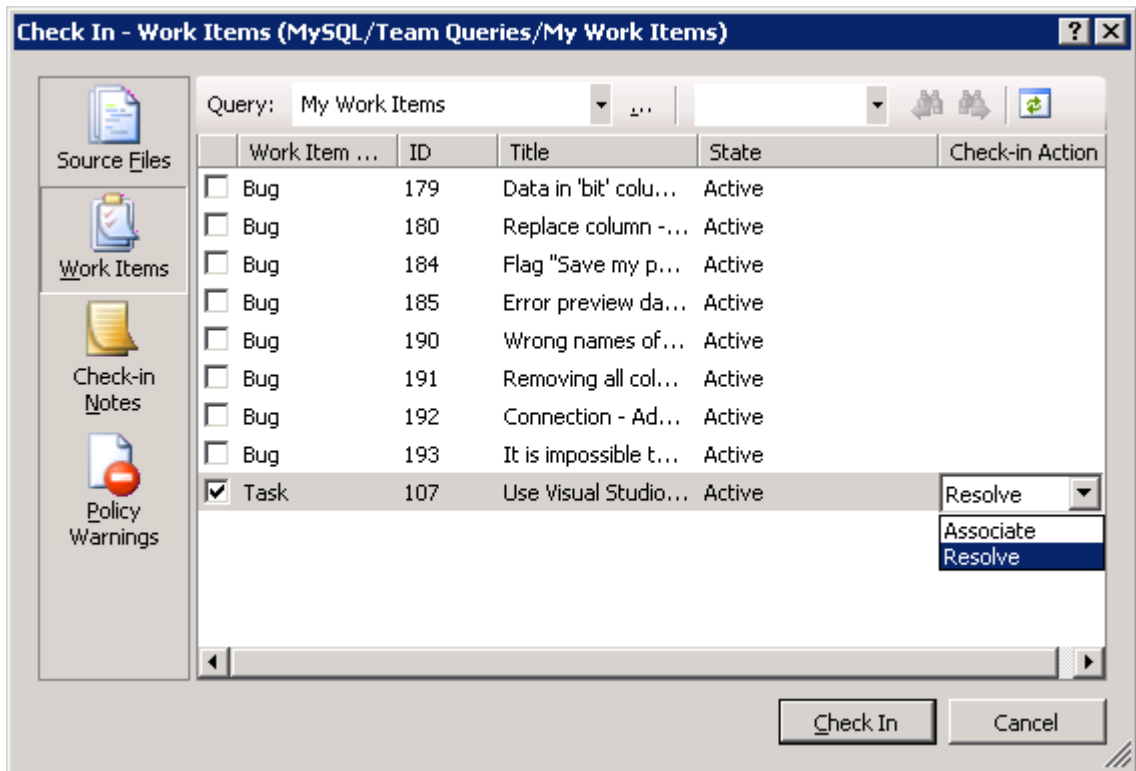 Check In - Work Items (MySQL/Team Queries/My Work Items)
Source Files
Work Items
Check-in
Notes
Policy
Warnings
Query: My Work Items ...
Work Item ... ID Title State Check-in Action
Bug 179 Data in 'bit' colu... Active
Bug 180 Replace column -... Active
Bug 184 Flag "Save my p... Active
Bug 185 Error preview da... Active
Bug 190 Wrong names of... Active
Bug 191 Removing all col... Active
Bug 192 Connection - Ad... Active
Bug 193 It is impossible t... Active
Task 107 Use Visual Studio... Active Resolve
Associate
Resolve
Check In Cancel